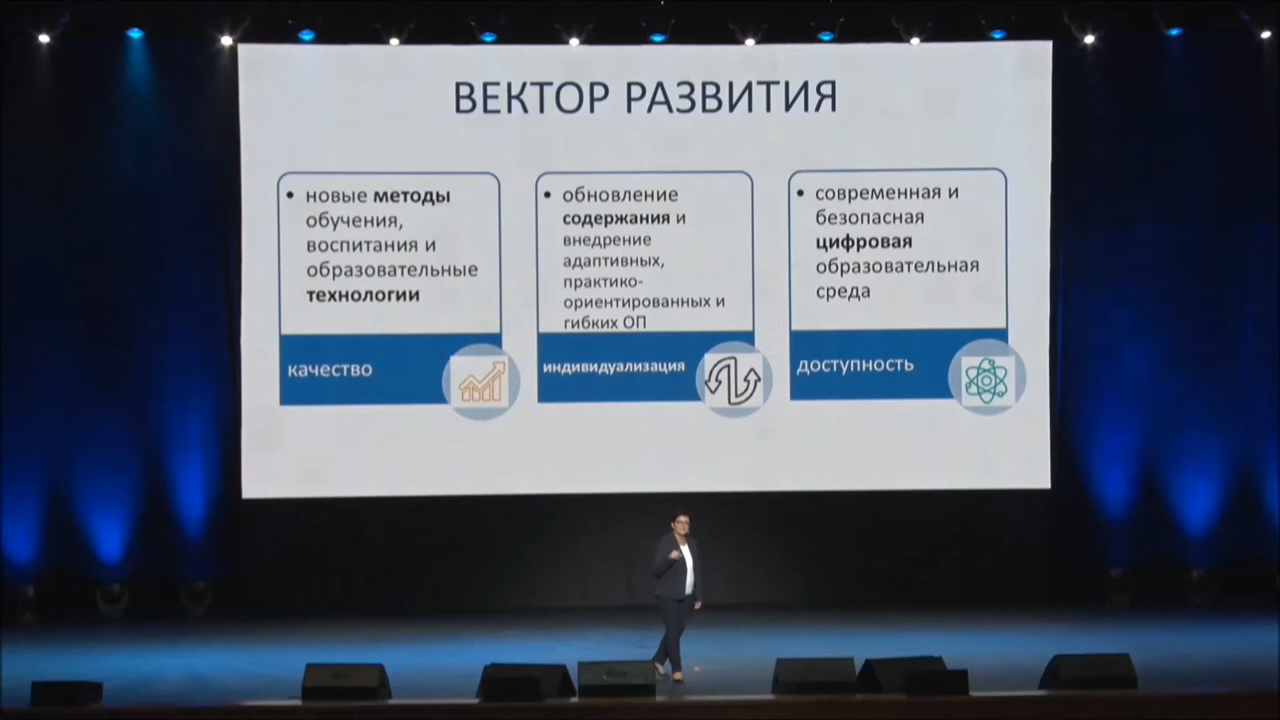 ВЕКТОР РАЗВИТИЯ
• новые методы
обучения,
воспитания и
образовательные
технологии
качество
• обновление
содержания и
внедрение
адаптивных,
практико-
ориентированных и
гибких ОП
индивидуализация
• современная и
безопасная
цифровая
образовательная
среда
доступность